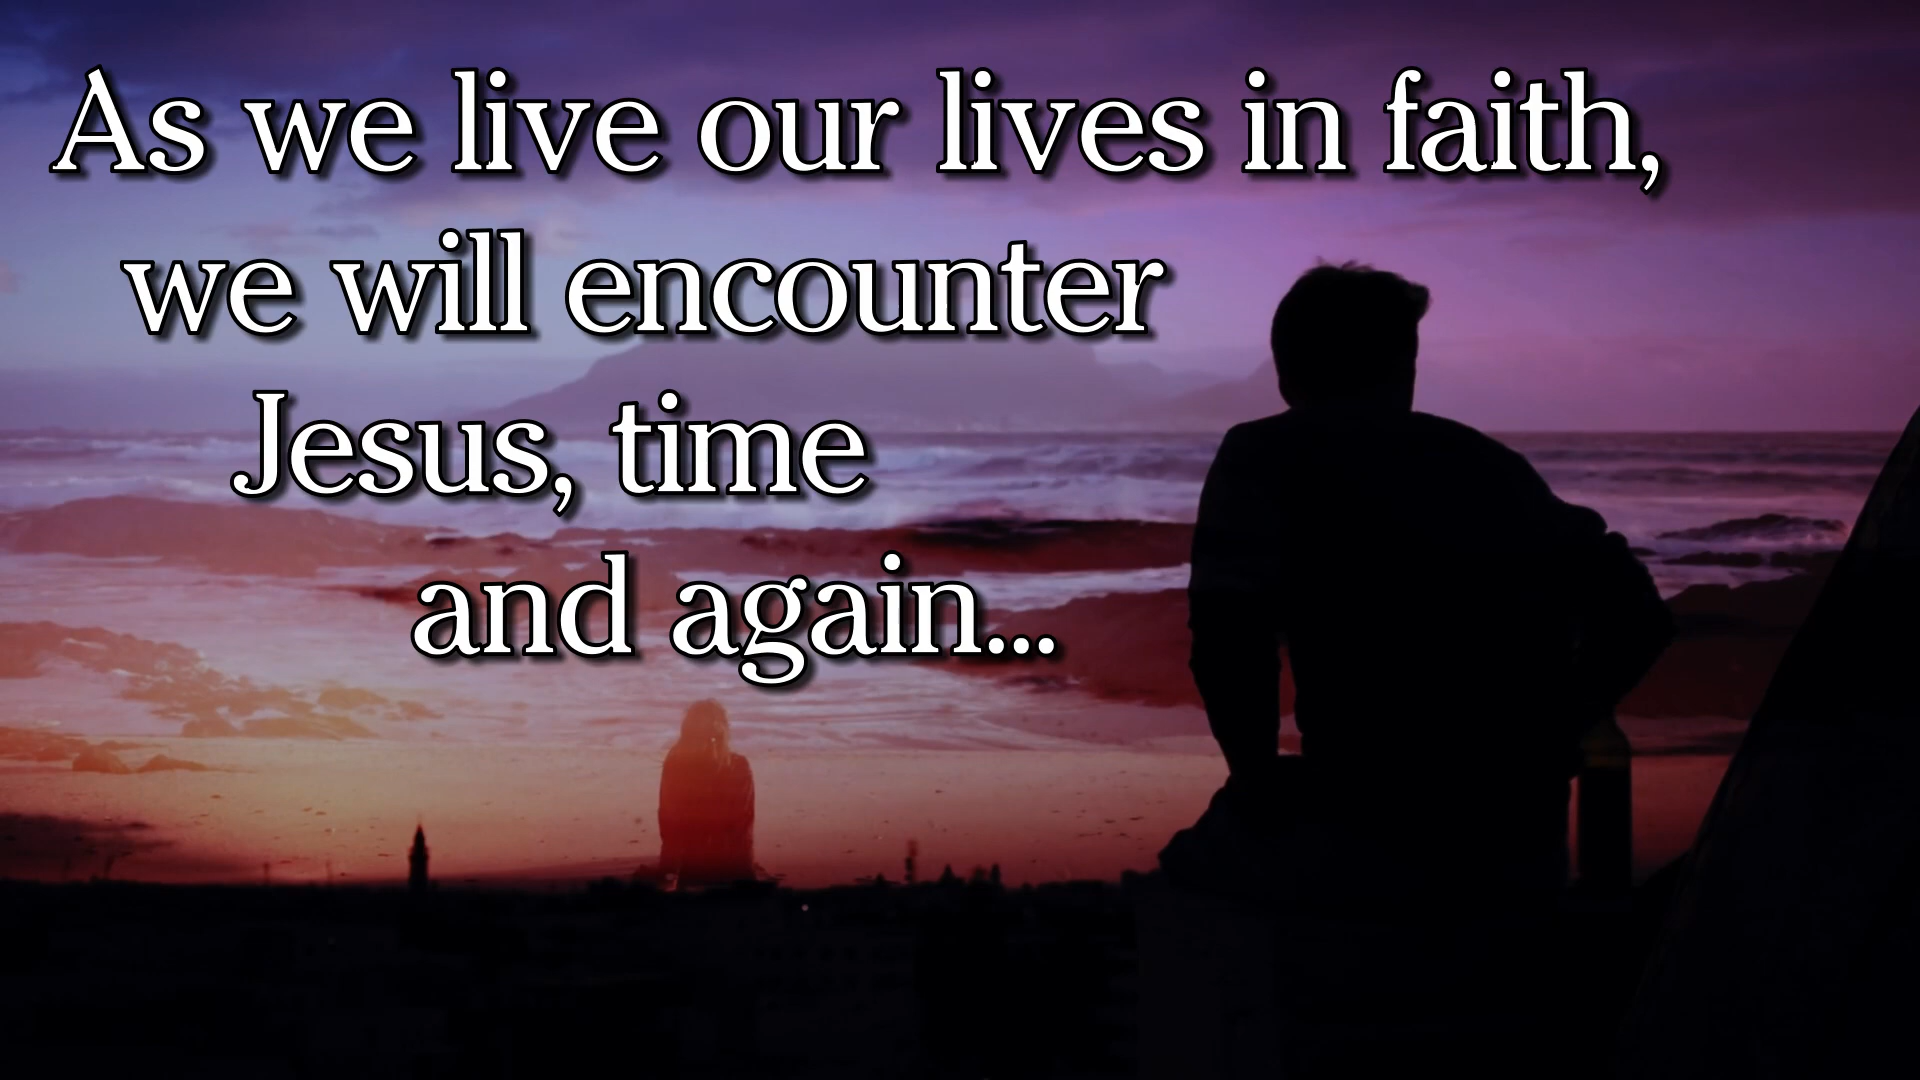 As we live our lives in faith,
we will encounter
Jesus, time
and again...